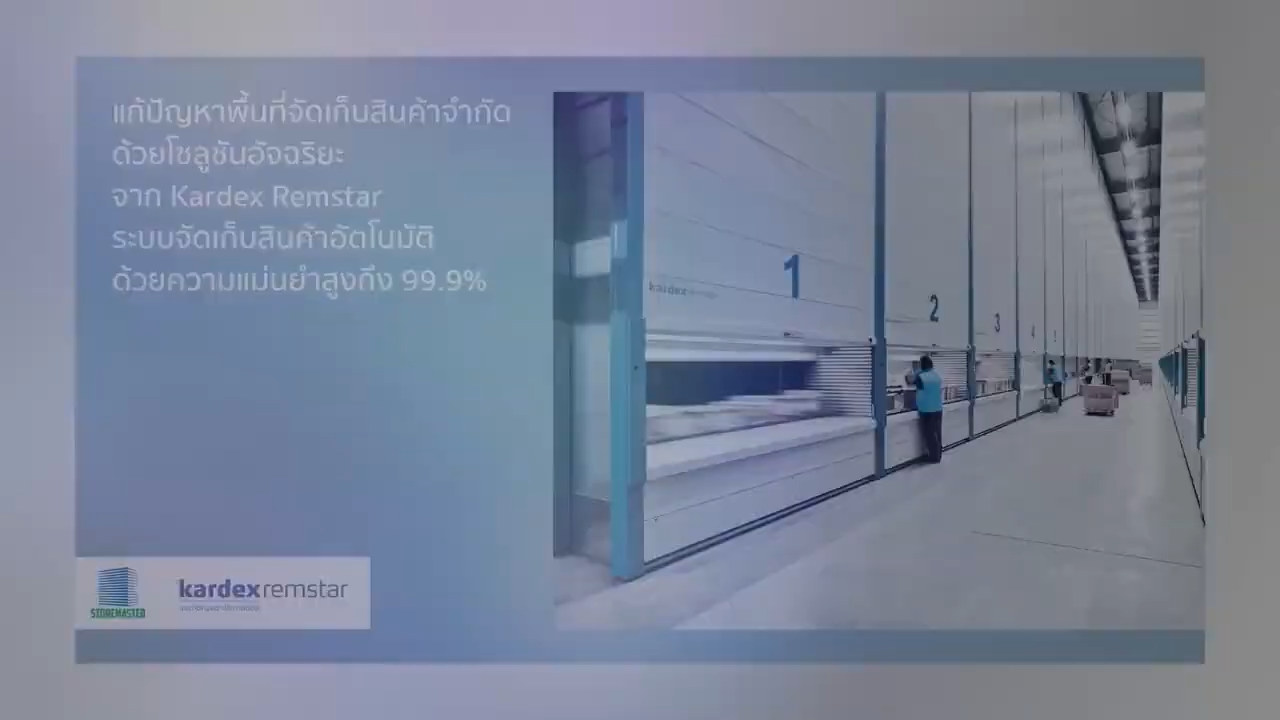 แก้ปัญหาพื้นที่จัดเก็บสินค้าจำกัด
ด้วยโซลูชันอัจฉริยะ
จาก Kardex Remstar
ระบบจัดเก็บสินค้าอัตโนมัติ
ด้วยความแม่นยำสูงถึง 99.9%
kardex
1
2
3
4
5
STOREMASTER
kardexremstar